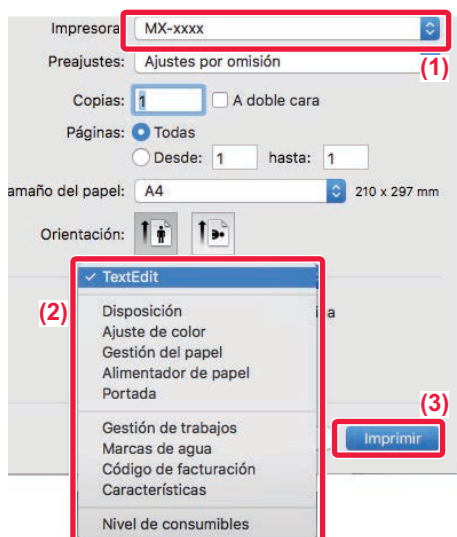 Impresora: MX-xxxx
(1)
Preajustes: Ajustes por omisión
Copias: 1 A doble cara
Páginas: Todas
Desde: 1 hasta: 1
amaño del papel: A4 210 x 297 mm
Orientación:
(2)
✓ TextEdit
Disposición
Ajuste de color
Gestión del papel
Alimentador de papel
Portada
Gestión de trabajos
Marcas de agua
Código de facturación
Características
Nivel de consumibles
(3)
Imprimir